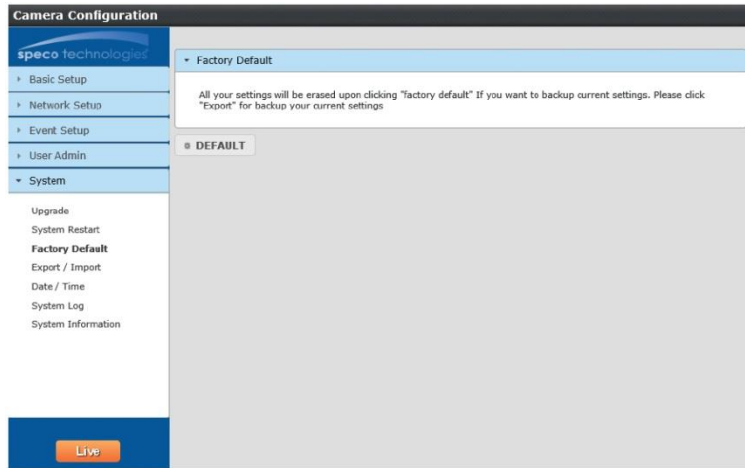 Camera Configuration
speco technologies
Basic Setup
Network Setup
Event Setup
User Admin
System
Upgrade
System Restart
Factory Default
Export / Import
Date / Time
System Log
System Information
Live
Factory Default
All your settings will be erased upon clicking "factory default" If you want to backup current settings. Please click
"Export" for backup your current settings
DEFAULT